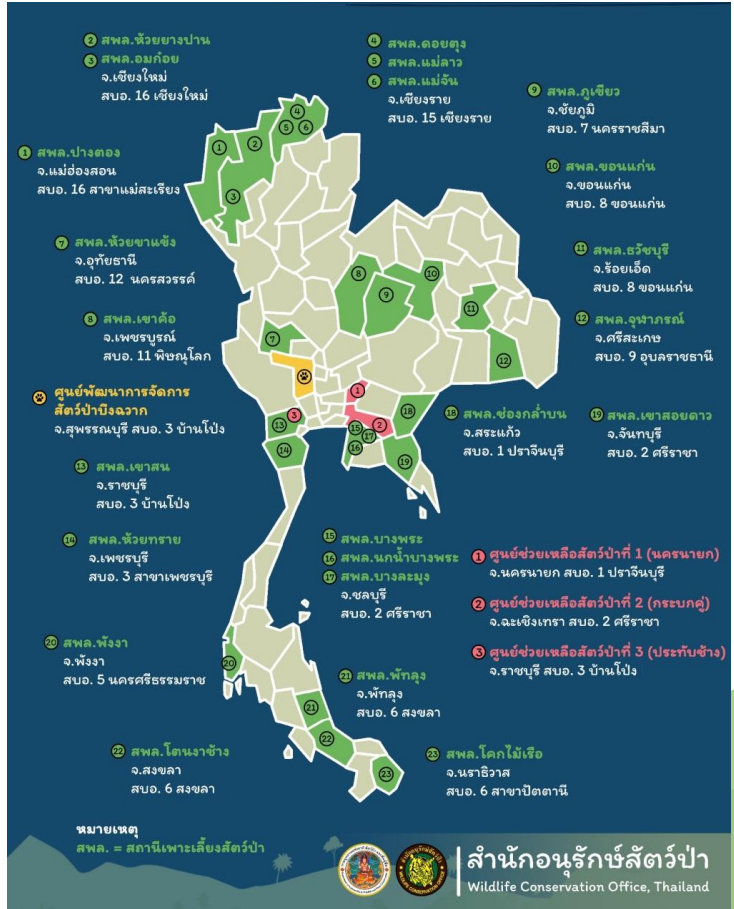 ② สพล.ห้วยยางปาน
③ สพล.อมก๋อย
จ.เชียงใหม่
สบอ. 16 เชียงใหม่
④ สพล.ดอยตุง
⑤ สพล.แม่ลาว
⑥ สพล.แม่จัน
จ.เชียงราย
สบอ. 15 เชียงราย
⑨ สพล.ภูเขียว
จ.ชัยภูมิ
สบอ. 7 นครราชสีมา
① สพล.ปางตอง
จ.แม่ฮ่องสอน
สบอ. 16 สาขาแม่สะเรียง
⑩ สพล.ขอนแก่น
จ.ขอนแก่น
สบอ. 8 ขอนแก่น
⑦ สพล.ห้วยขาแข้ง
จ.อุทัยธานี
สบอ. 12 นครสวรรค์
⑪ สพล.ธวัชบุรี
จ.ร้อยเอ็ด
สบอ. 8 ขอนแก่น
⑧ สพล.เขาค้อ
จ.เพชรบูรณ์
สบอ. 11 พิษณุโลก
⑫ สพล.จุฬาภรณ์
จ.ศรีสะเกษ
สบอ. 9 อุบลราชธานี
ศูนย์พัฒนาการจัดการ
สัตว์ป่าบึงฉวาก
จ.สุพรรณบุรี สบอ. 3 บ้านโป่ง
⑱ สพล.ช่องกล่ำบน
จ.สระแก้ว
สบอ. 1 ปราจีนบุรี
⑲ สพล.เขาสอยดาว
จ.จันทบุรี
สบอ. 2 ศรีราชา
⑬ สพล.เขาสน
จ.ราชบุรี
สบอ. 3 บ้านโป่ง
⑭ สพล.ห้วยทราย
จ.เพชรบุรี
สบอ. 3 สาขาเพชรบุรี
⑮ สพล.บางพระ
⑯ สพล.นกน้ำบางพระ
⑰ สพล.บางละมุง
จ.ชลบุรี
สบอ. 2 ศรีราชา
① ศูนย์ช่วยเหลือสัตว์ป่าที่ 1 (นครนายก)
จ.นครนายก สบอ. 1 ปราจีนบุรี
② ศูนย์ช่วยเหลือสัตว์ป่าที่ 2 (กระบกคู่)
จ.ฉะเชิงเทรา สบอ. 2 ศรีราชา
③ ศูนย์ช่วยเหลือสัตว์ป่าที่ 3 (ประทับช้าง)
จ.ราชบุรี สบอ. 3 บ้านโป่ง
⑳ สพล.พังงา
จ.พังงา
สบอ. 5 นครศรีธรรมราช
㉑ สพล.พัทลุง
จ.พัทลุง
สบอ. 6 สงขลา
㉒ สพล.โตนงาช้าง
จ.สงขลา
สบอ. 6 สงขลา
㉓ สพล.โคกไม้เรือ
จ.นราธิวาส
สบอ. 6 สาขาปัตตานี
หมายเหตุ
สพล. = สถานีเพาะเลี้ยงสัตว์ป่า
สำนักอนุรักษ์สัตว์ป่า
Wildlife Conservation Office, Thailand